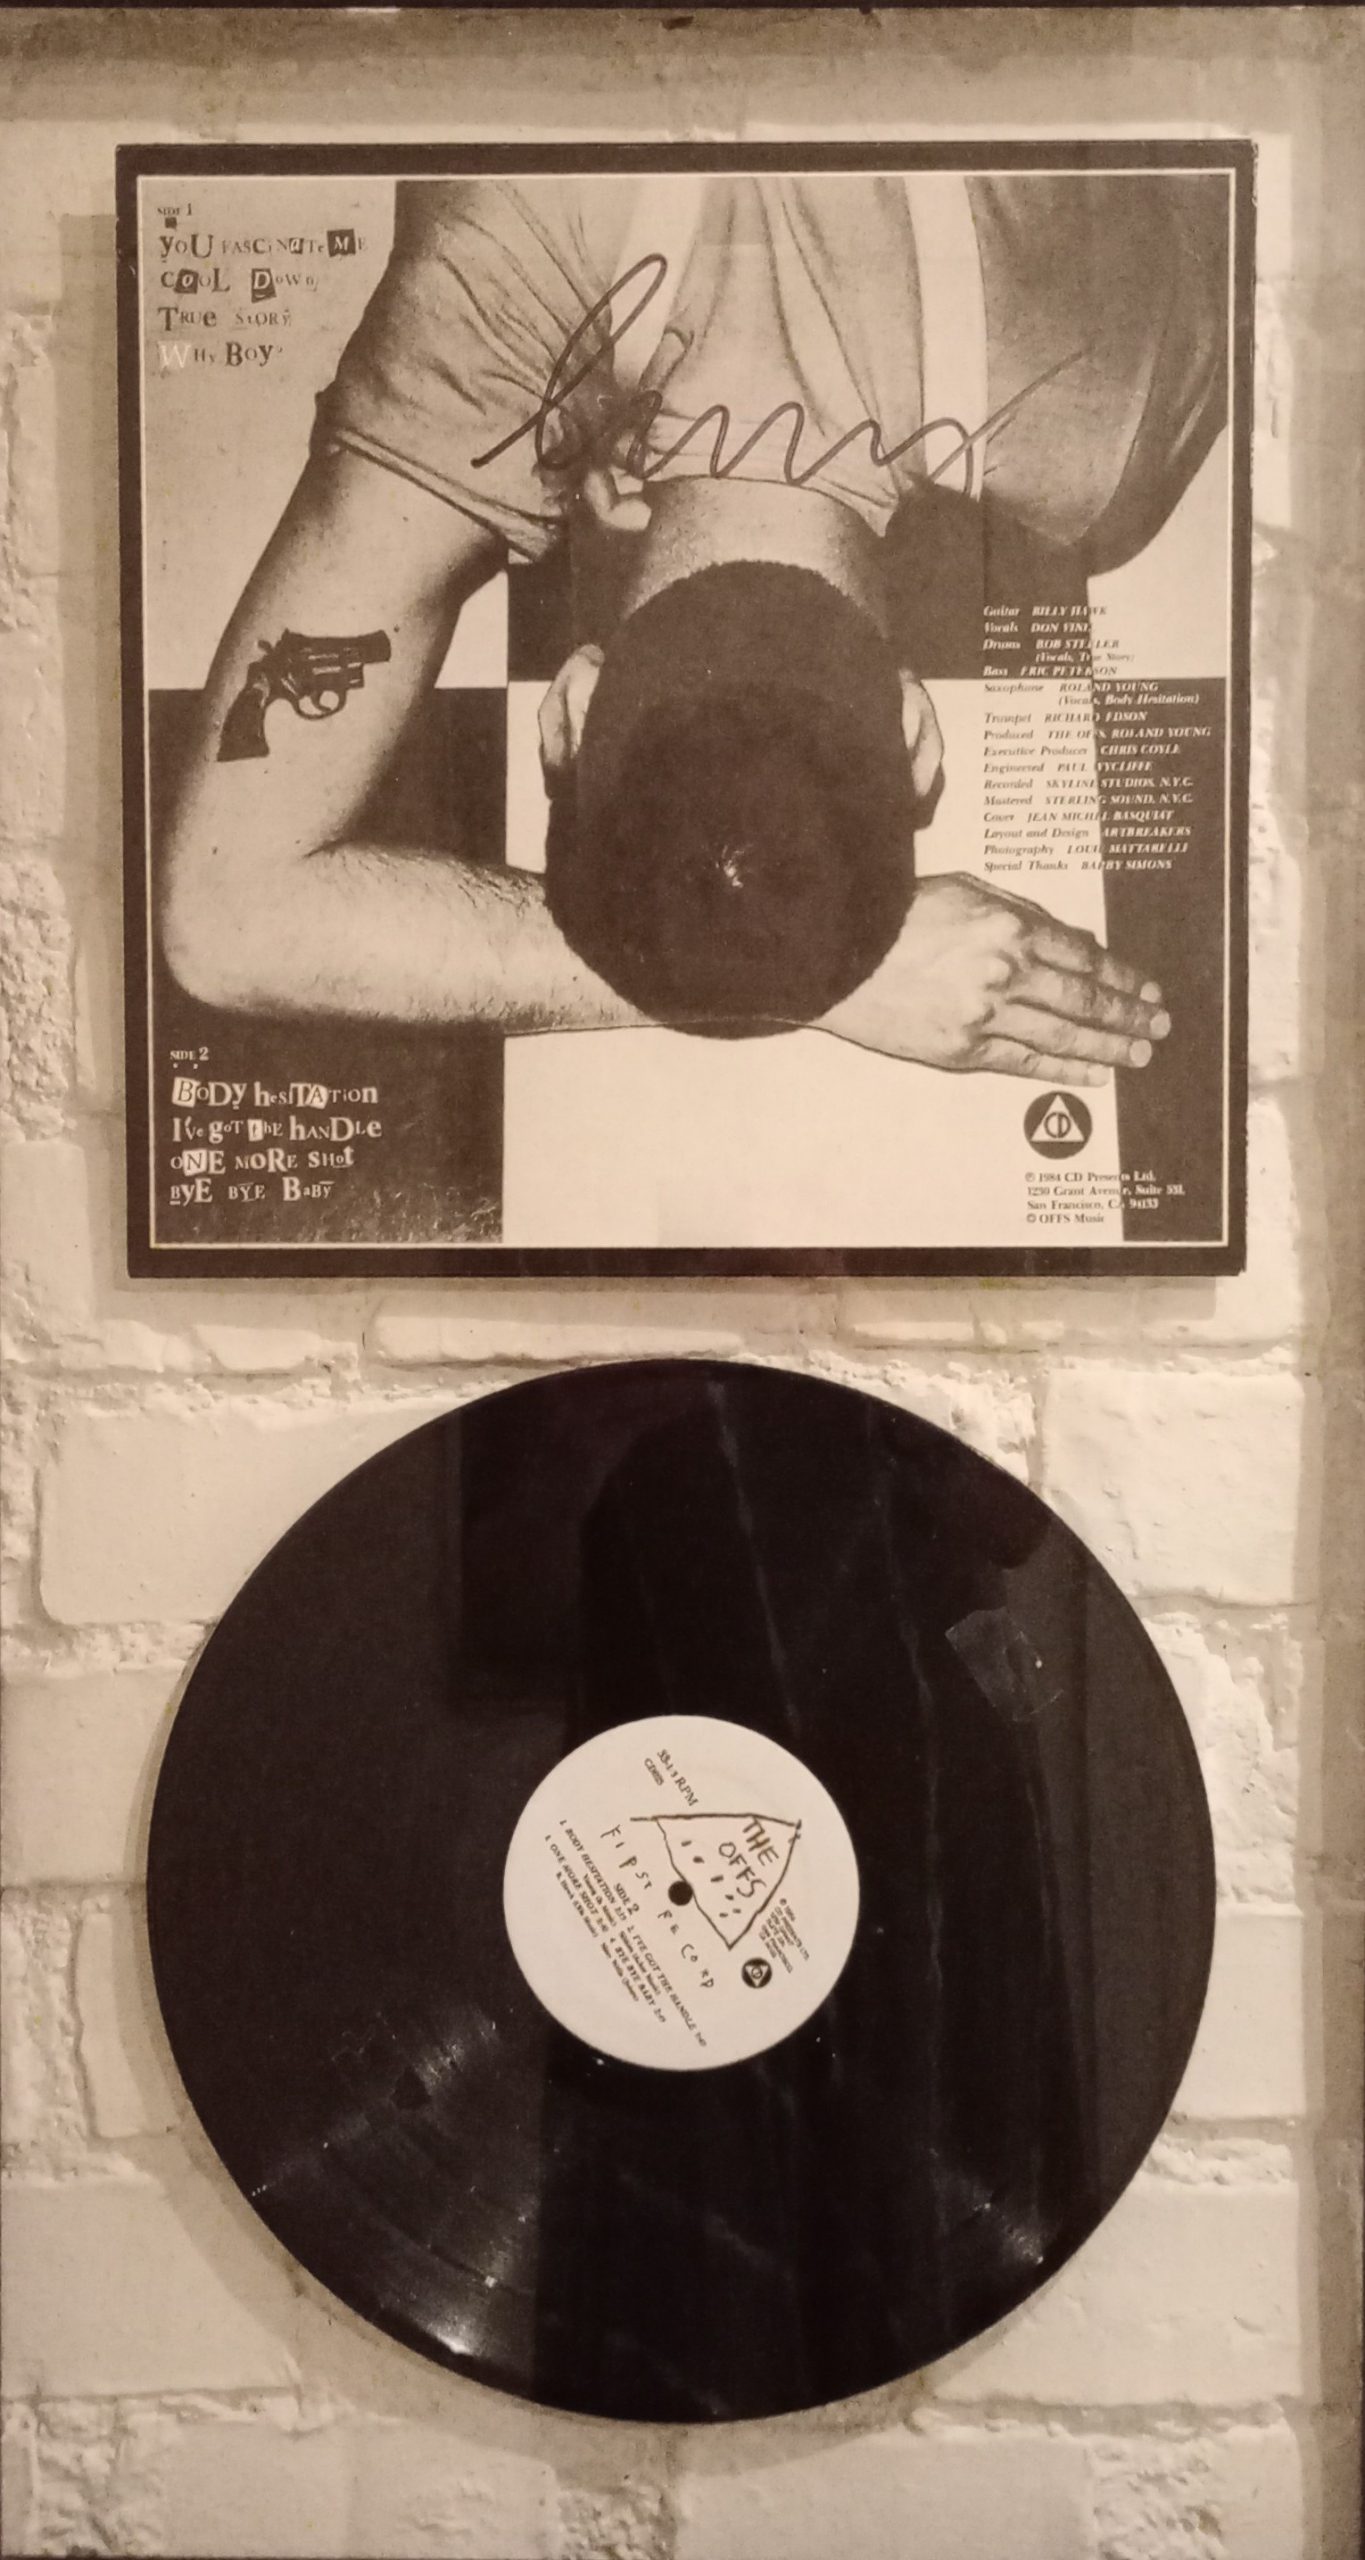 SIDE 1
YOU FASCiNaTe ME
COOL DoWn
TRUe StORY
WHy BOy?
Guitar BILLY HAWK
Vocals DON VINIL
Drums BOB STEELER
(Vocals, True Story)
Bass ERIC PETERSON
Saxophone ROLAND YOUNG
(Vocals, Body Hesitation)
Trumpet RICHARD EDSON
Produced THE OFFS, ROLAND YOUNG
Executive Producer CHRIS COYLE
Engineered PAUL WYCLIFFE
Recorded SKYLINE STUDIOS, N.Y.C.
Mastered STERLING SOUND, N.Y.C.
Cover JEAN MICHEL BASQUIAT
Layout and Design ARTBREAKERS
Photography LOUIE MATTARELLI
Special Thanks BABBY SIMONS
SIDE 2
BoDy hesITATiON
I've goT thE hANDLe
oNE MORE SHot
ByE BYE BaBY
CD
℗ 1984 CD Presents Ltd.
1230 Grant Avenue, Suite 531,
San Francisco, CA 94133
© OFFS Music
33-1/3 RPM
THE
OFFS
FIRST RECORD
SIDE 2
1. BODY HESITATION 2. I'VE GOT THE HANDLE
3. ONE MORE SHOT 4. BYE BYE BABY
CD